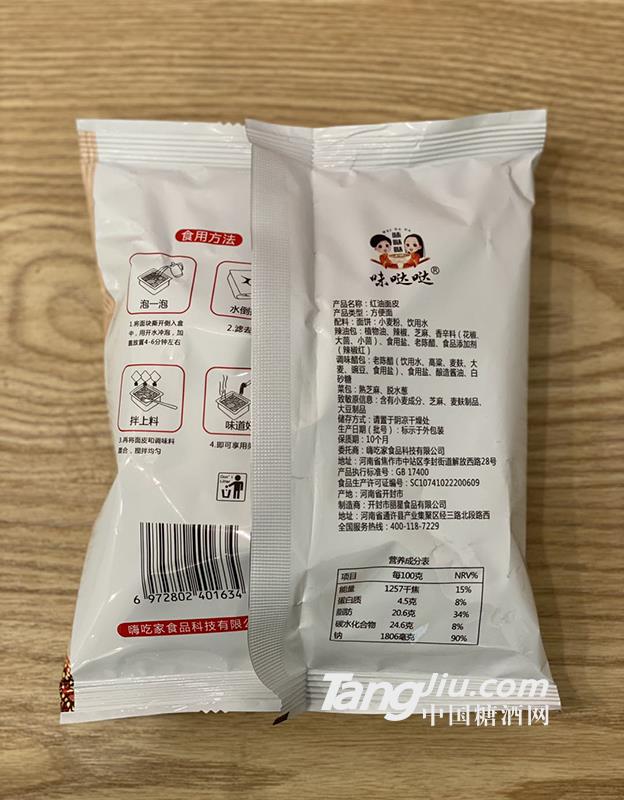 食用方法
泡一泡
1.将面块撕开倒入盒
中，用开水冲泡，加
盖放置4-6分钟左右
水倒
2.滤去
拌上料
3.再将面皮和调味料
混合，搅拌均匀
味道好
4.即可享用美
6 972802 401634
嗨吃家食品科技有限公
WEI DA DA
味哒哒
味哒哒®
产品名称：红油面皮
产品类型：方便面
配料：面饼：小麦粉、饮用水
辣油包：植物油、辣椒、芝麻、香辛料（花椒、
大茴、小茴）、食用盐、老陈醋、食品添加剂
（辣椒红）
调味醋包：老陈醋（饮用水、高粱、麦麸、大
麦、豌豆、食用盐）、食用盐、酿造酱油、白
砂糖
菜包：熟芝麻、脱水葱
致敏原信息：含有小麦成分、芝麻、麦麸制品、
大豆制品
储存方式：请置于阴凉干燥处
生产日期（批号）：标示于外包装
保质期：10个月
委托商：嗨吃家食品科技有限公司
地址：河南省焦作市中站区李封街道解放西路28号
产品执行标准号：GB 17400
食品生产许可证编号：SC10741022200609
产地：河南省开封市
制造商：开封市丽星食品有限公司
地址：河南省通许县产业集聚区经三路北段路西
全国服务热线：400-118-7229
营养成分表
项目 每100克 NRV%
能量 1257千焦 15%
蛋白质 4.5克 8%
脂肪 20.6克 34%
碳水化合物 24.6克 8%
钠 1806毫克 90%
TangJiu.com
中国糖酒网